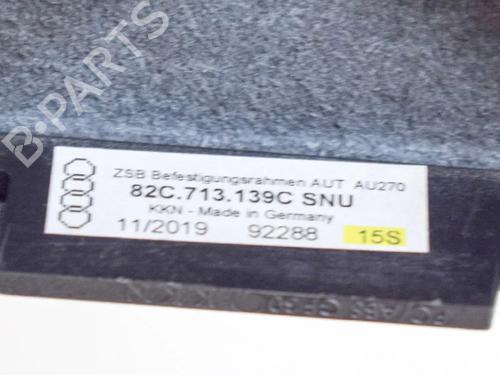 B-PARTS
ZSB Befestigungsrahmen AUT AU270
82C.713.139C SNU
KKN - Made in Germany
11/2019 92288 15S